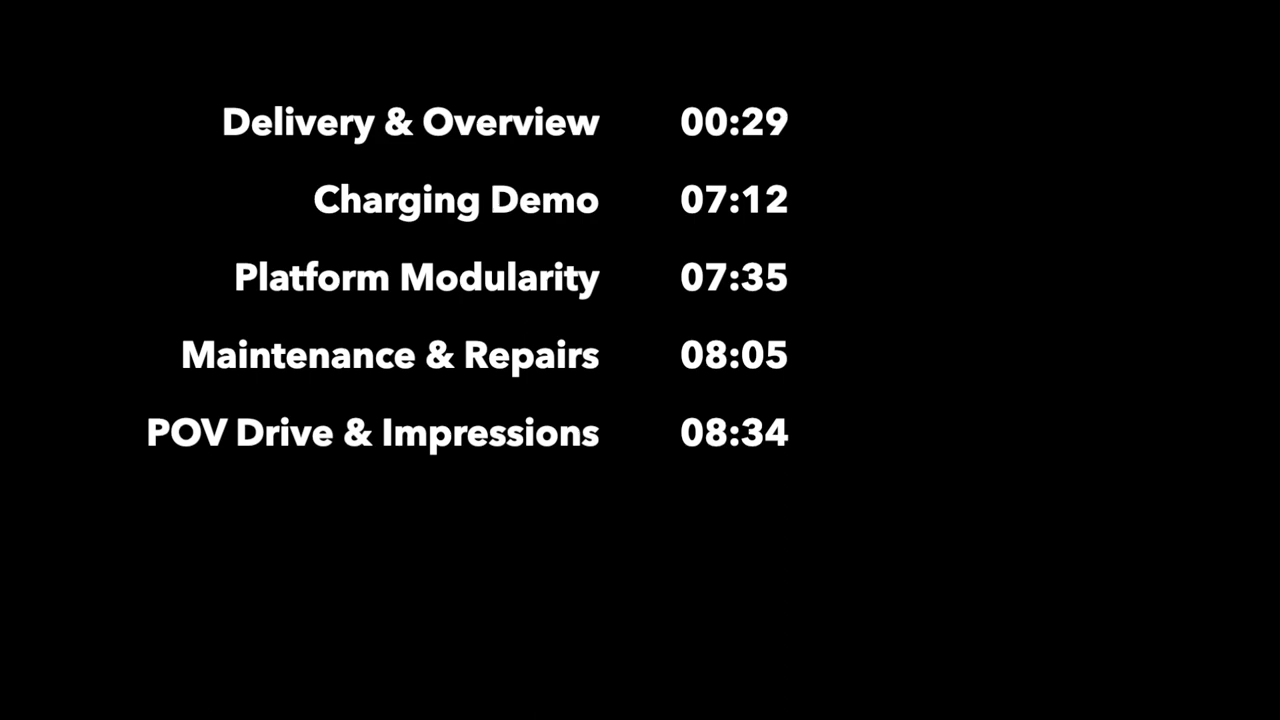 Delivery & Overview 00:29
Charging Demo 07:12
Platform Modularity 07:35
Maintenance & Repairs 08:05
POV Drive & Impressions 08:34